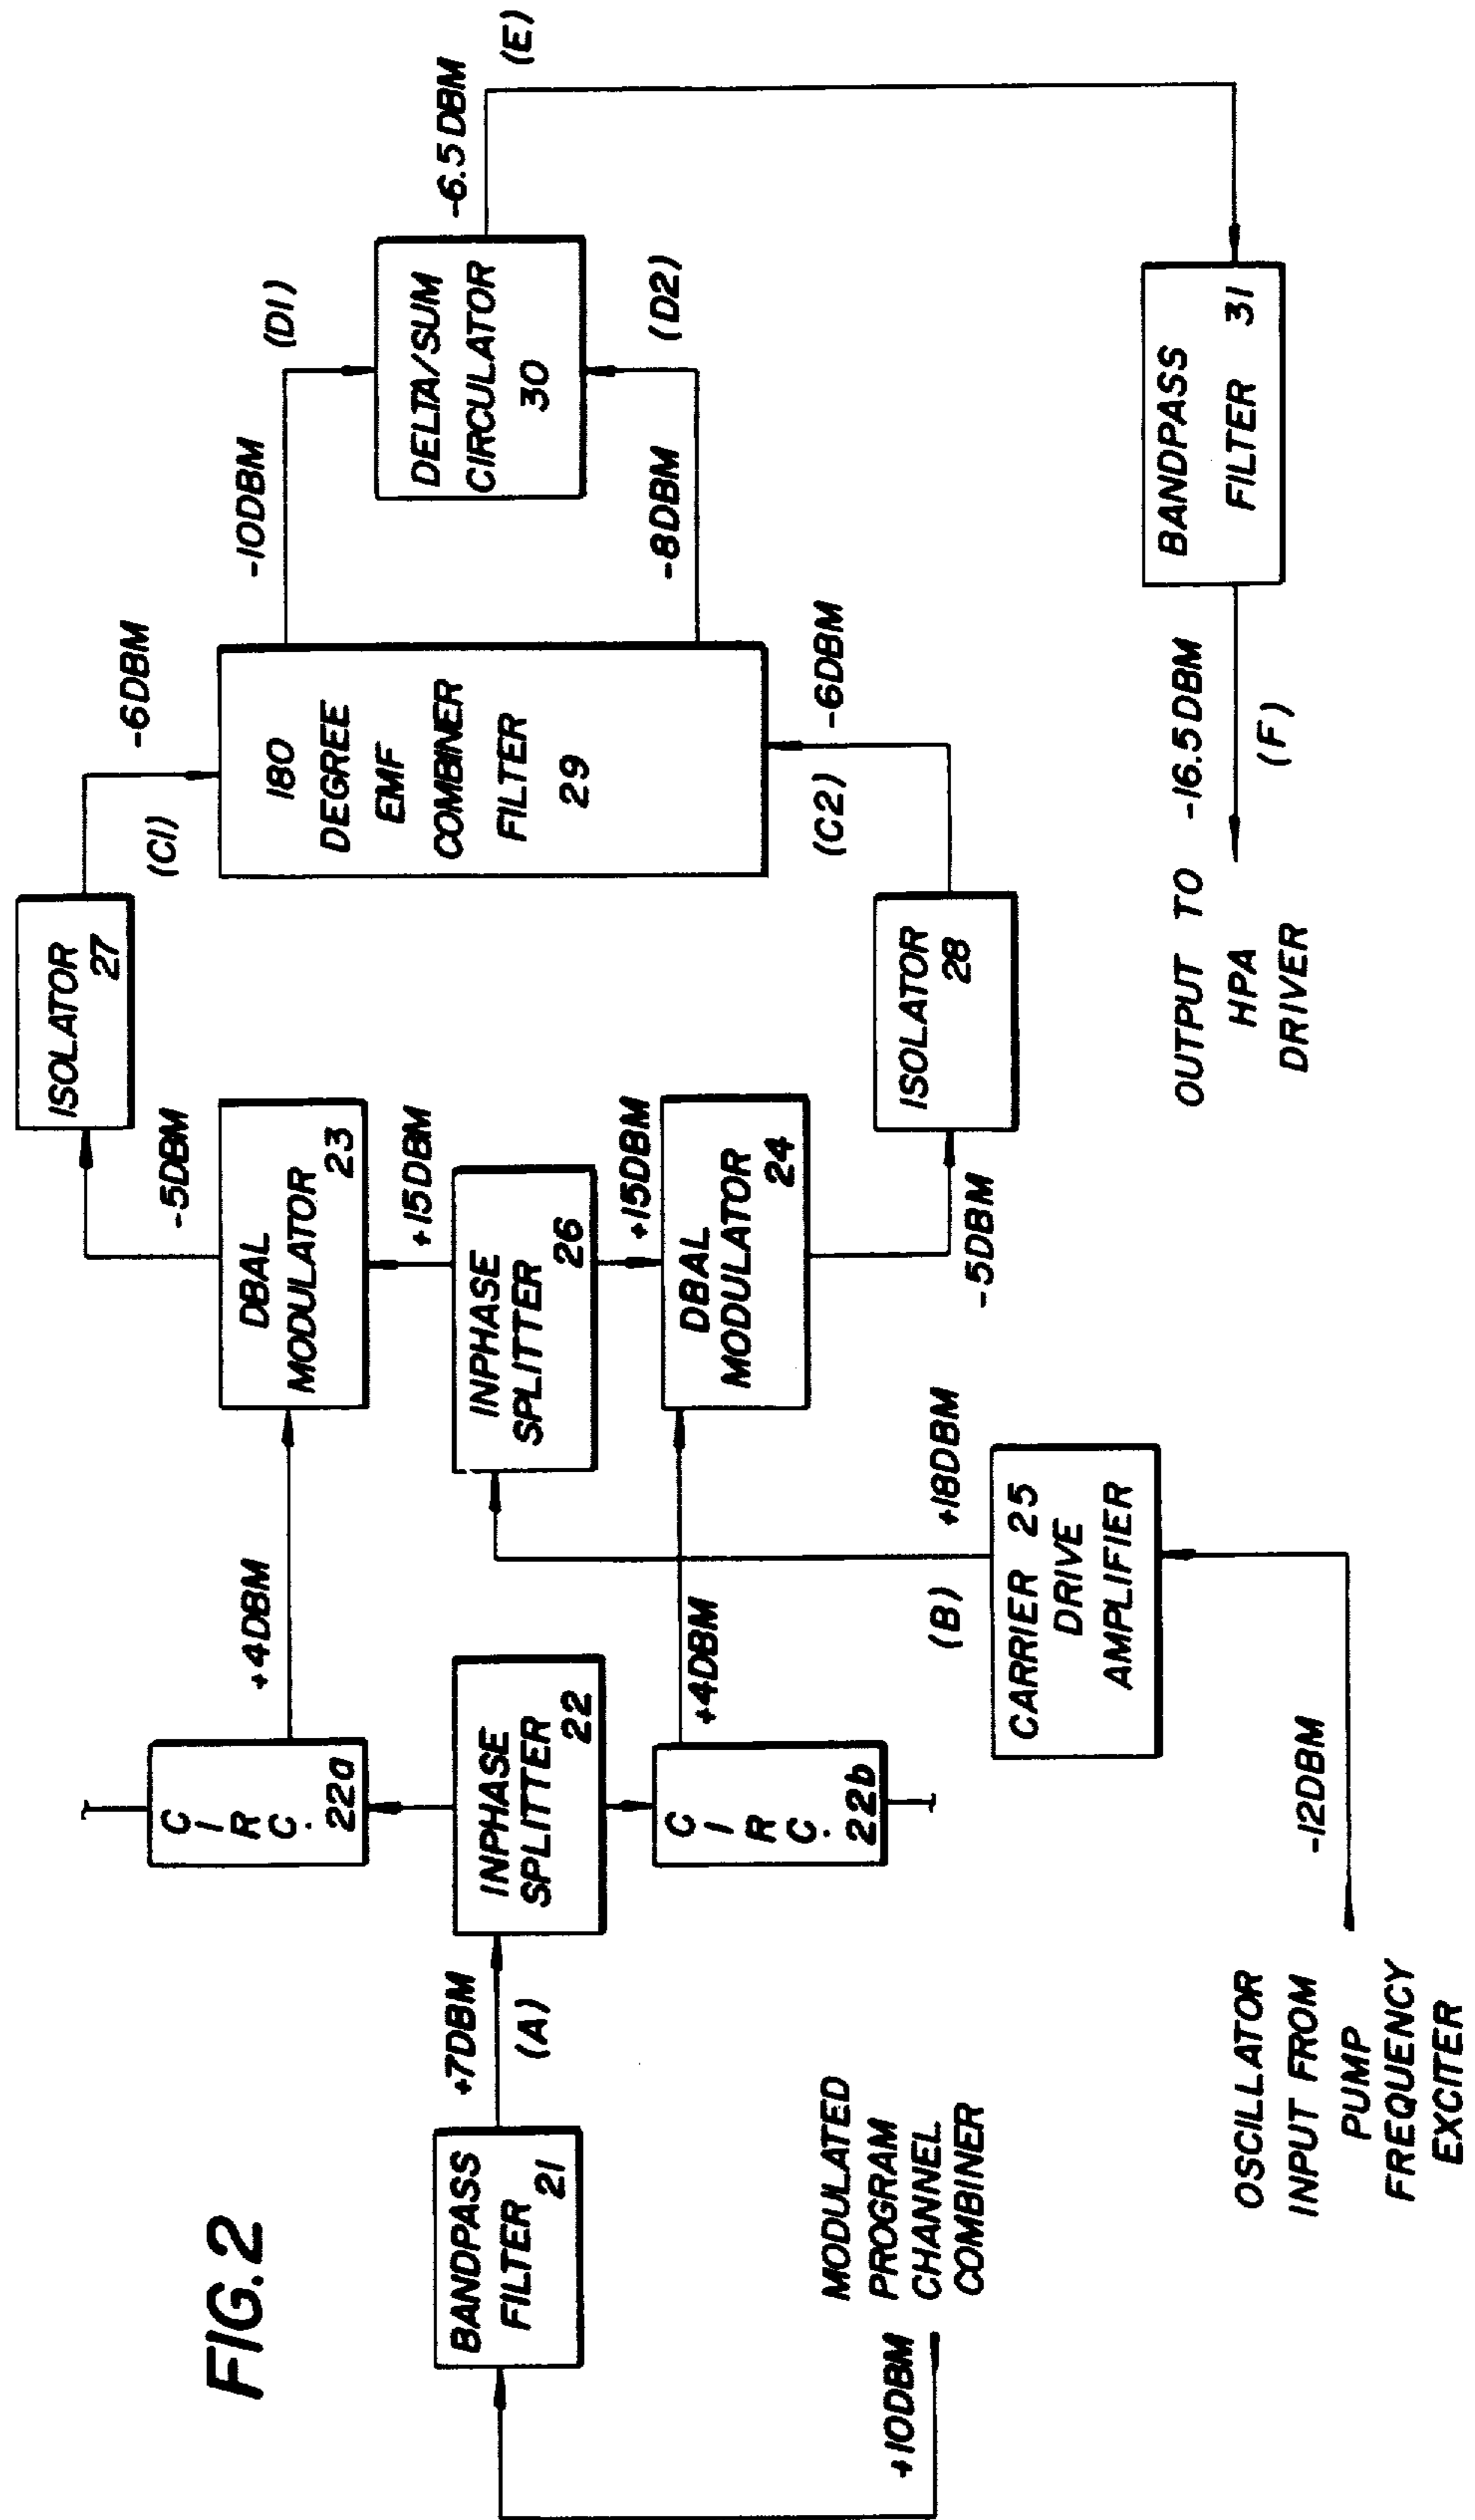 FIG. 2
+10DBM
MODULATED
PROGRAM
CHANNEL
COMBINER
BANDPASS
FILTER 21
+7DBM
(A)
INPHASE
SPLITTER
22
C
I
R
C.
22a
C
I
R
C.
22b
+4DBM
+4DBM
OSCILLATOR
INPUT FROM
PUMP
FREQUENCY
EXCITER
-12DBM
CARRIER 25
DRIVE
AMPLIFIER
(B)
+18DBM
INPHASE
SPLITTER
26
+15DBM
+15DBM
DBAL
MODULATOR
23
DBAL
MODULATOR
24
-5DBM
-5DBM
ISOLATOR
27
ISOLATOR
28
(C1)
-6DBM
(C2)
-6DBM
180
DEGREE
EMF
COMBINER
FILTER
29
-10DBM
(D1)
-8DBM
(D2)
DELTA/SUM
CIRCULATOR
30
-6.5DBM
(E)
BANDPASS
FILTER 31
OUTPUT TO -16.5DBM
HPA
DRIVER
(F)